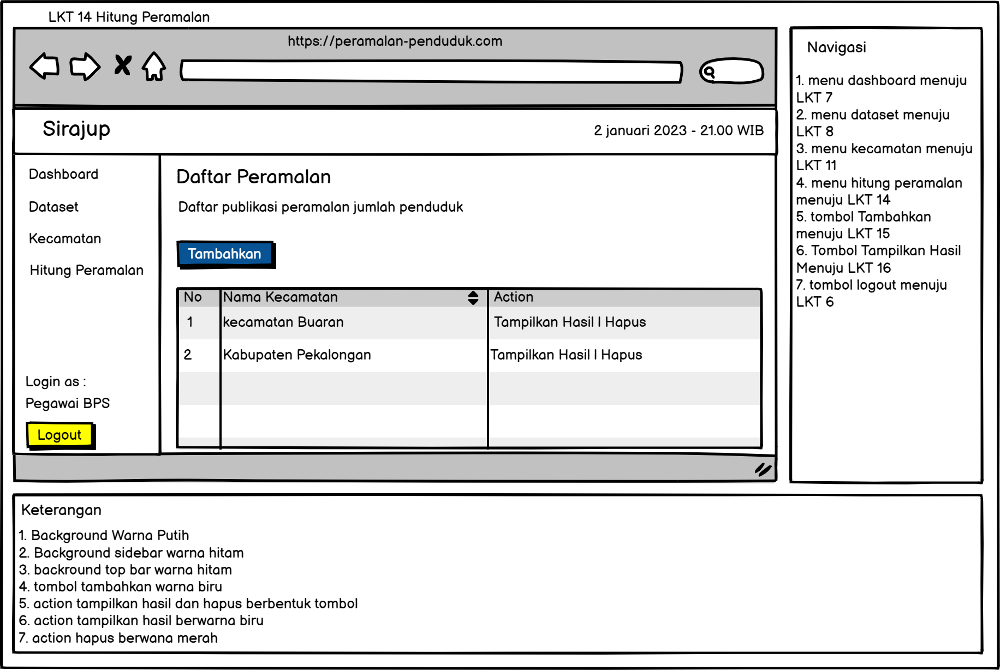 LKT 14 Hitung Peramalan
https://peramalan-penduduk.com
Sirajup
2 januari 2023 - 21.00 WIB
Dashboard
Dataset
Kecamatan
Hitung Peramalan
Login as :
Pegawai BPS
Logout
Daftar Peramalan
Daftar publikasi peramalan jumlah penduduk
Tambahkan
No Nama Kecamatan Action
1 kecamatan Buaran Tampilkan Hasil | Hapus
2 Kabupaten Pekalongan Tampilkan Hasil | Hapus
Navigasi
1. menu dashboard menuju
LKT 7
2. menu dataset menuju
LKT 8
3. menu kecamatan menuju
LKT 11
4. menu hitung peramalan
menuju LKT 14
5. tombol Tambahkan
menuju LKT 15
6. Tombol Tampilkan Hasil
Menuju LKT 16
7. tombol logout menuju
LKT 6
Keterangan
1. Background Warna Putih
2. Background sidebar warna hitam
3. backround top bar warna hitam
4. tombol tambahkan warna biru
5. action tampilkan hasil dan hapus berbentuk tombol
6. action tampilkan hasil berwarna biru
7. action hapus berwana merah